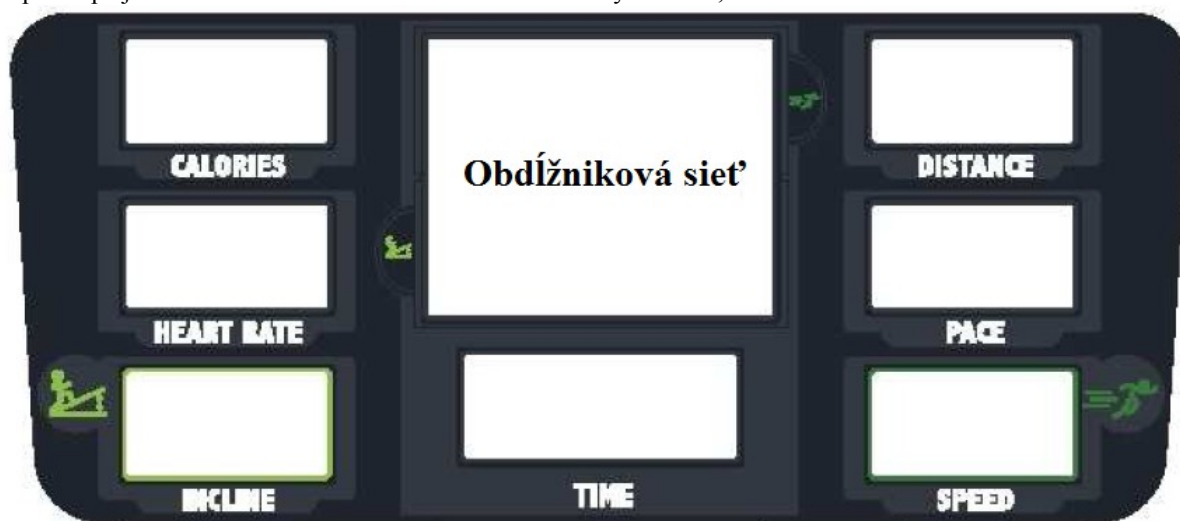 CALORIES
Obdĺžniková sieť
DISTANCE
HEART RATE
PACE
INCLINE
TIME
SPEED